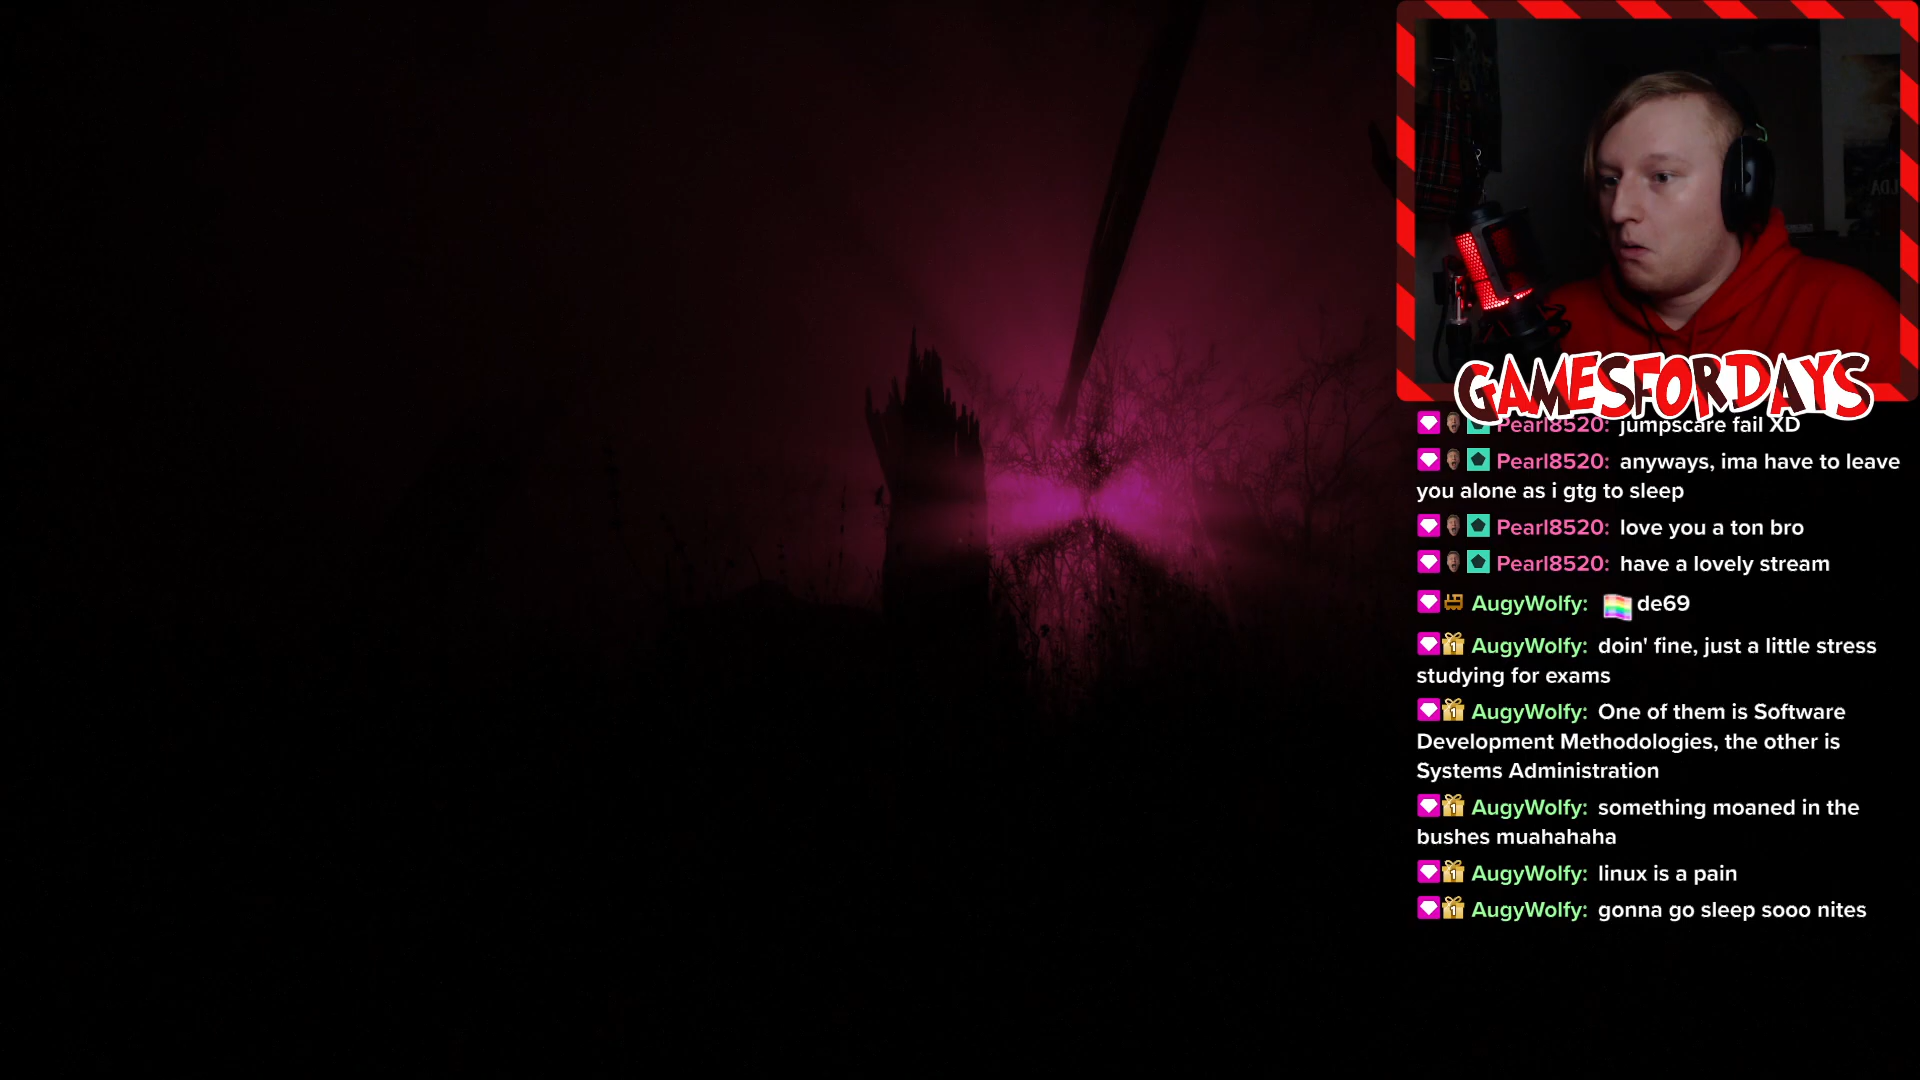 GAMESFORDAYS
Pearl8520: jumpscare fail XD
Pearl8520: anyways, ima have to leave
you alone as i gtg to sleep
Pearl8520: love you a ton bro
Pearl8520: have a lovely stream
AugyWolfy: de69
AugyWolfy: doin' fine, just a little stress
studying for exams
AugyWolfy: One of them is Software
Development Methodologies, the other is
Systems Administration
AugyWolfy: something moaned in the
bushes muahahaha
AugyWolfy: linux is a pain
AugyWolfy: gonna go sleep sooo nites